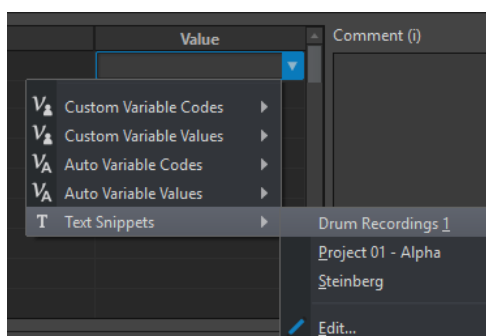 Value
Comment (i)
Custom Variable Codes
Custom Variable Values
Auto Variable Codes
Auto Variable Values
T Text Snippets
Drum Recordings 1
Project 01 - Alpha
Steinberg
Edit...